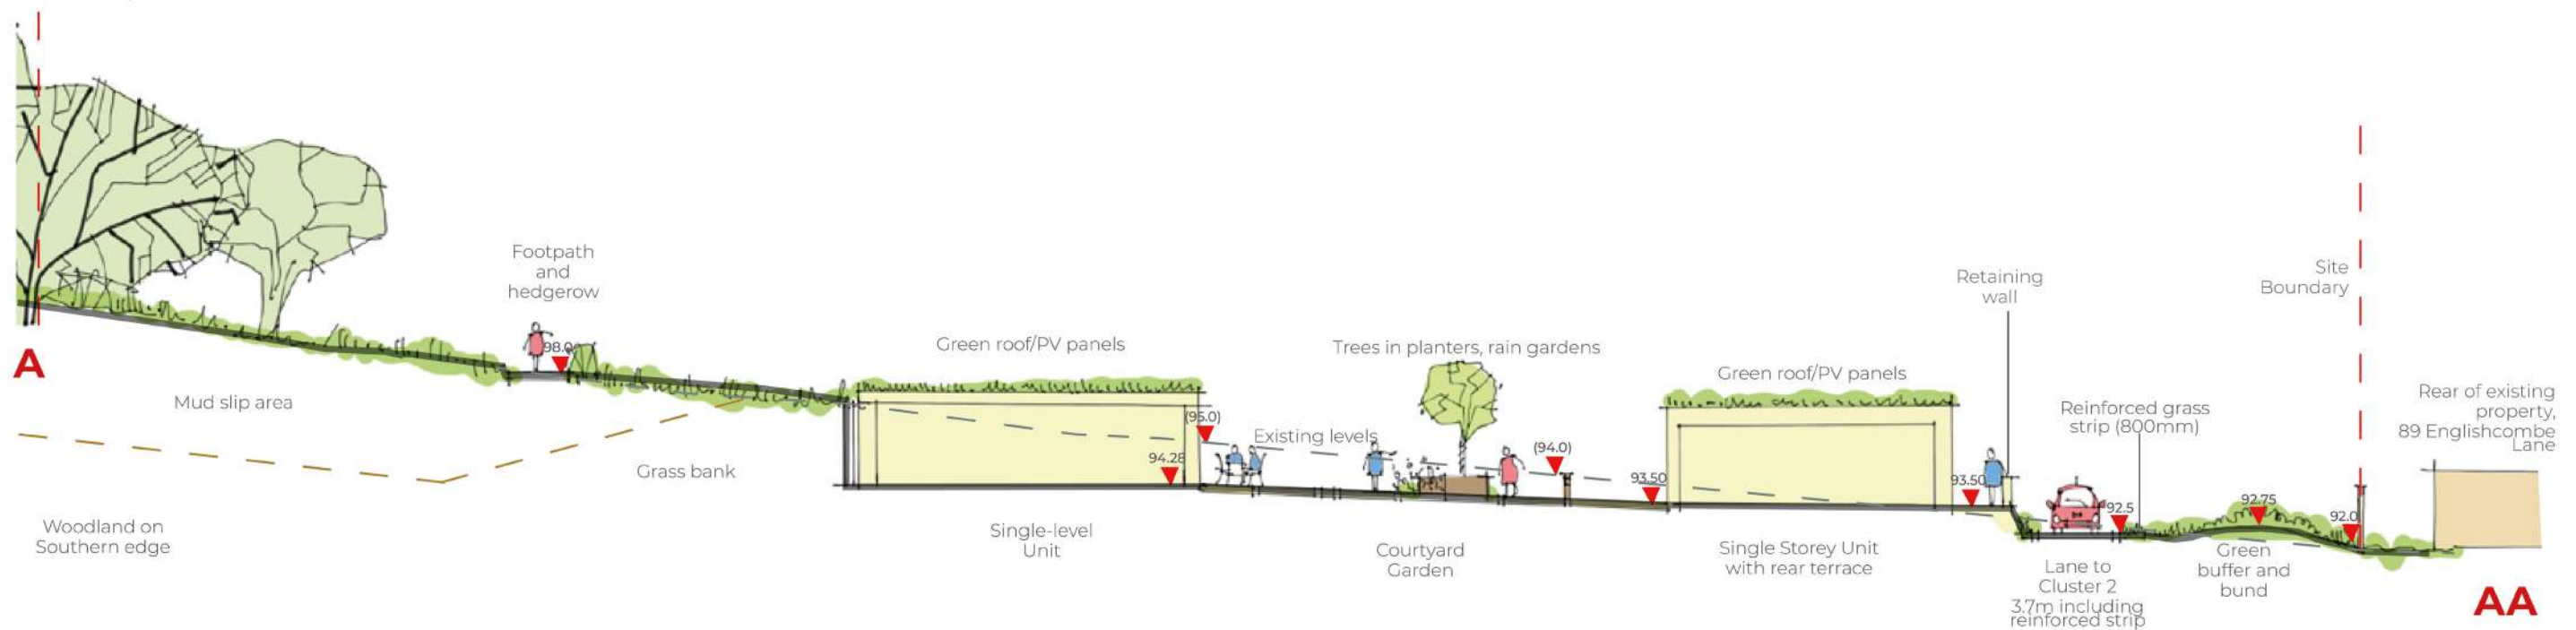 A
Mud slip area
Woodland on
Southern edge
Footpath
and
hedgerow
98.00
Grass bank
Green roof/PV panels
(95.0)
94.28
Single-level
Unit
Existing levels
Trees in planters, rain gardens
(94.0)
Courtyard
Garden
93.50
Green roof/PV panels
Single Storey Unit
with rear terrace
93.50
Retaining
wall
Reinforced grass
strip (800mm)
92.5
Lane to
Cluster 2
3.7m including
reinforced strip
92.75
Green
buffer and
bund
92.0
Site
Boundary
Rear of existing
property,
89 Englishcombe
Lane
AA